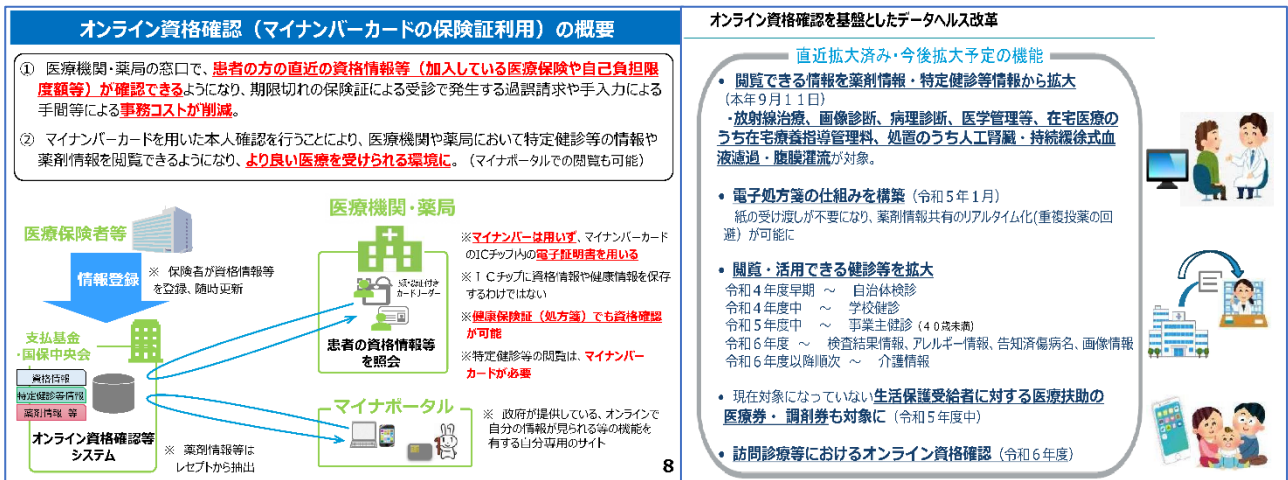 オンライン資格確認（マイナンバーカードの保険証利用）の概要
① 医療機関・薬局の窓口で、患者の方の直近の資格情報等（加入している医療保険や自己負担限
度額等）が確認できるようになり、期限切れの保険証による受診で発生する過誤請求や手入力による
手間等による事務コストが削減。
② マイナンバーカードを用いた本人確認を行うことにより、医療機関や薬局において特定健診等の情報や
薬剤情報を閲覧できるようになり、より良い医療を受けられる環境に。（マイナポータルでの閲覧も可能）
医療保険者等
情報登録
※ 保険者が資格情報等
を登録、随時更新
支払基金
・国保中央会
資格情報
特定健診等情報
薬剤情報 等
オンライン資格確認等
システム
※ 薬剤情報等は
レセプトから抽出
医療機関・薬局
カードリーダー
患者の資格情報等
を照会
※マイナンバーは用いず、マイナンバーカード
のICチップ内の電子証明書を用いる
※ＩＣチップに資格情報や健康情報を保存
するわけではない
※健康保険証（処方箋）でも資格確認
が可能
※特定健診等の閲覧は、マイナンバー
カードが必要
マイナポータル
※ 政府が提供している、オンラインで
自分の情報が見られる等の機能を
有する自分専用のサイト
8
オンライン資格確認を基盤としたデータヘルス改革
直近拡大済み・今後拡大予定の機能
• 閲覧できる情報を薬剤情報・特定健診等情報から拡大
（本年９月１１日）
・放射線治療、画像診断、病理診断、医学管理等、在宅医療の
うち在宅療養指導管理料、処置のうち人工腎臓・持続緩徐式血
液濾過・腹膜灌流が対象。
• 電子処方箋の仕組みを構築（令和５年１月）
紙の受け渡しが不要になり、薬剤情報共有のリアルタイム化(重複投薬の回
避）が可能に
• 閲覧・活用できる健診等を拡大
令和４年度早期 ～ 自治体検診
令和４年度中 ～ 学校健診
令和５年度中 ～ 事業主健診（４０歳未満）
令和６年度 ～ 検査結果情報、アレルギー情報、告知済傷病名、画像情報
令和６年度以降順次 ～ 介護情報
• 現在対象になっていない生活保護受給者に対する医療扶助の
医療券・調剤券も対象に（令和５年度中）
• 訪問診療等におけるオンライン資格確認（令和６年度）